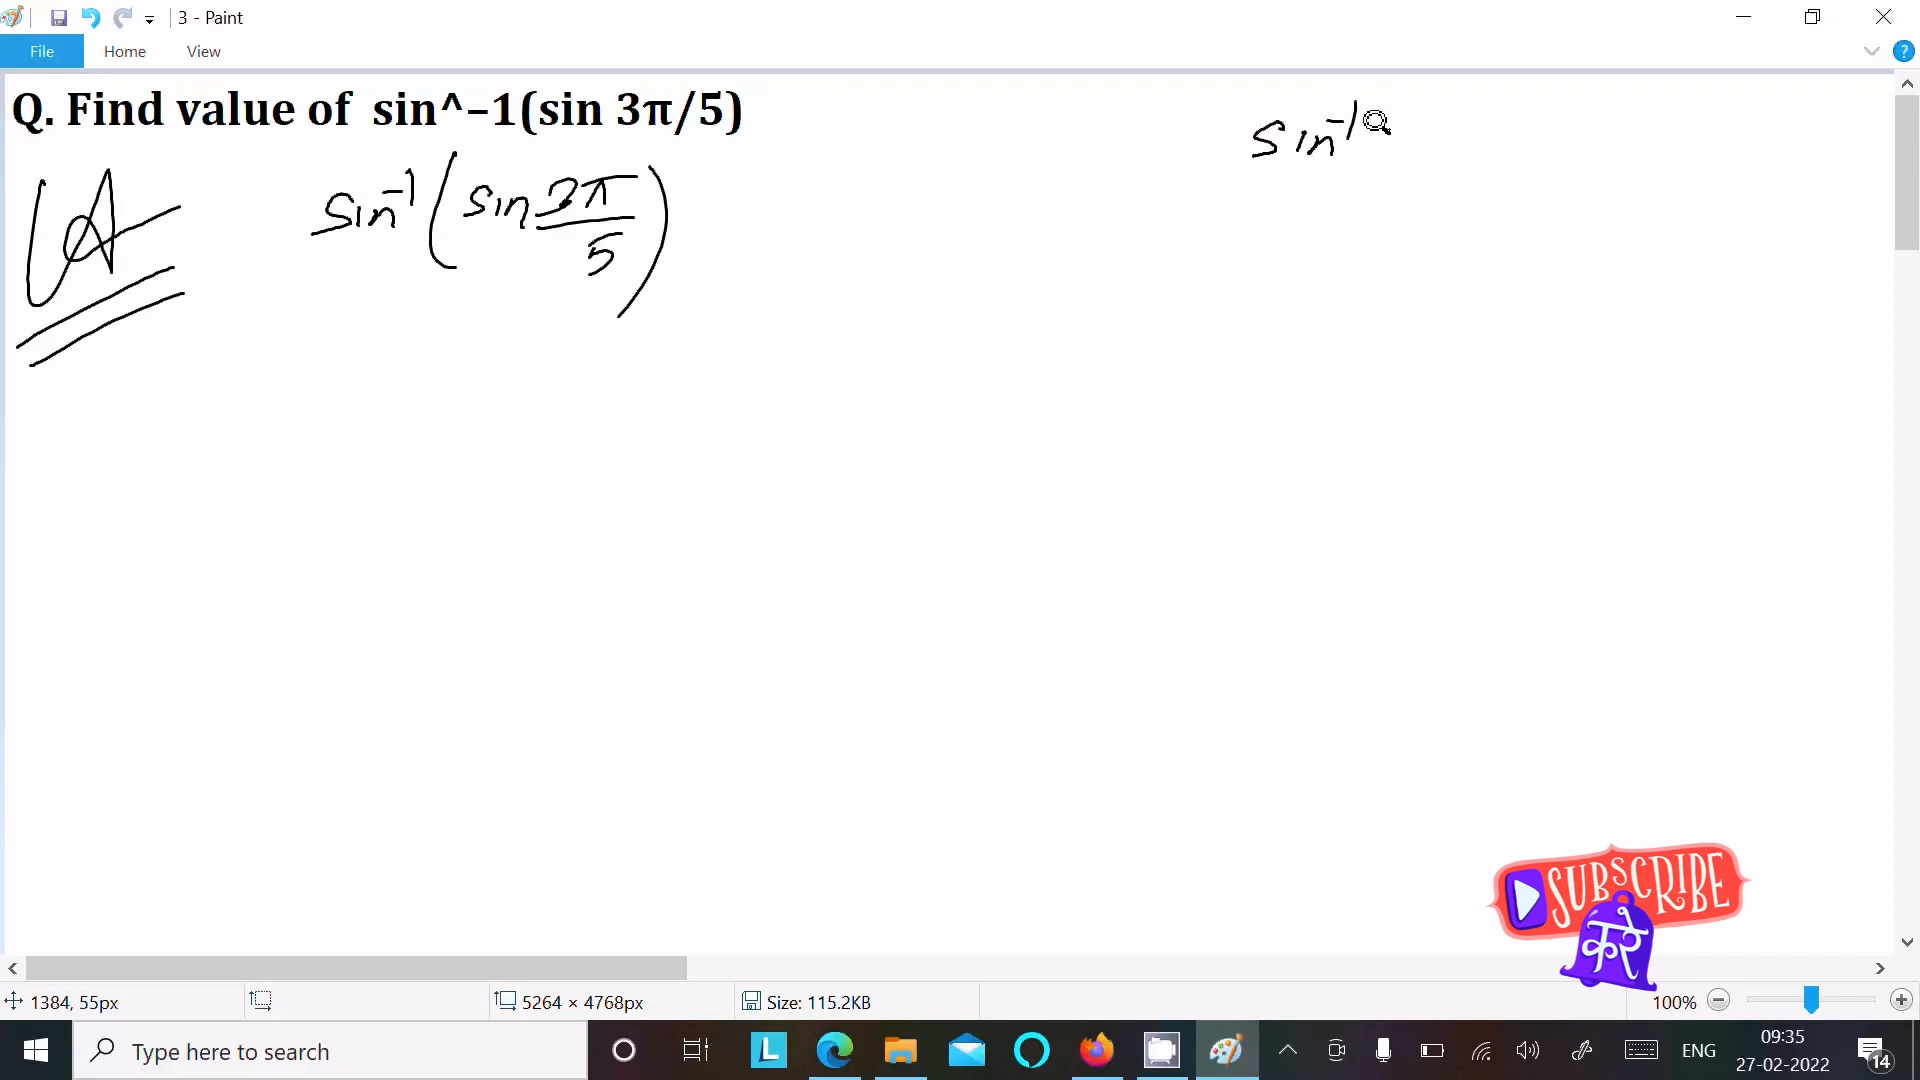 3 - Paint
File Home View
Q. Find value of sin^–1(sin 3π/5)
sin⁻¹
sin⁻¹(sin 3π/5)
SUBSCRIBE
करे
1384, 55px 5264 × 4768px Size: 115.2KB 100%
Type here to search
L
ENG
09:35
27-02-2022
14